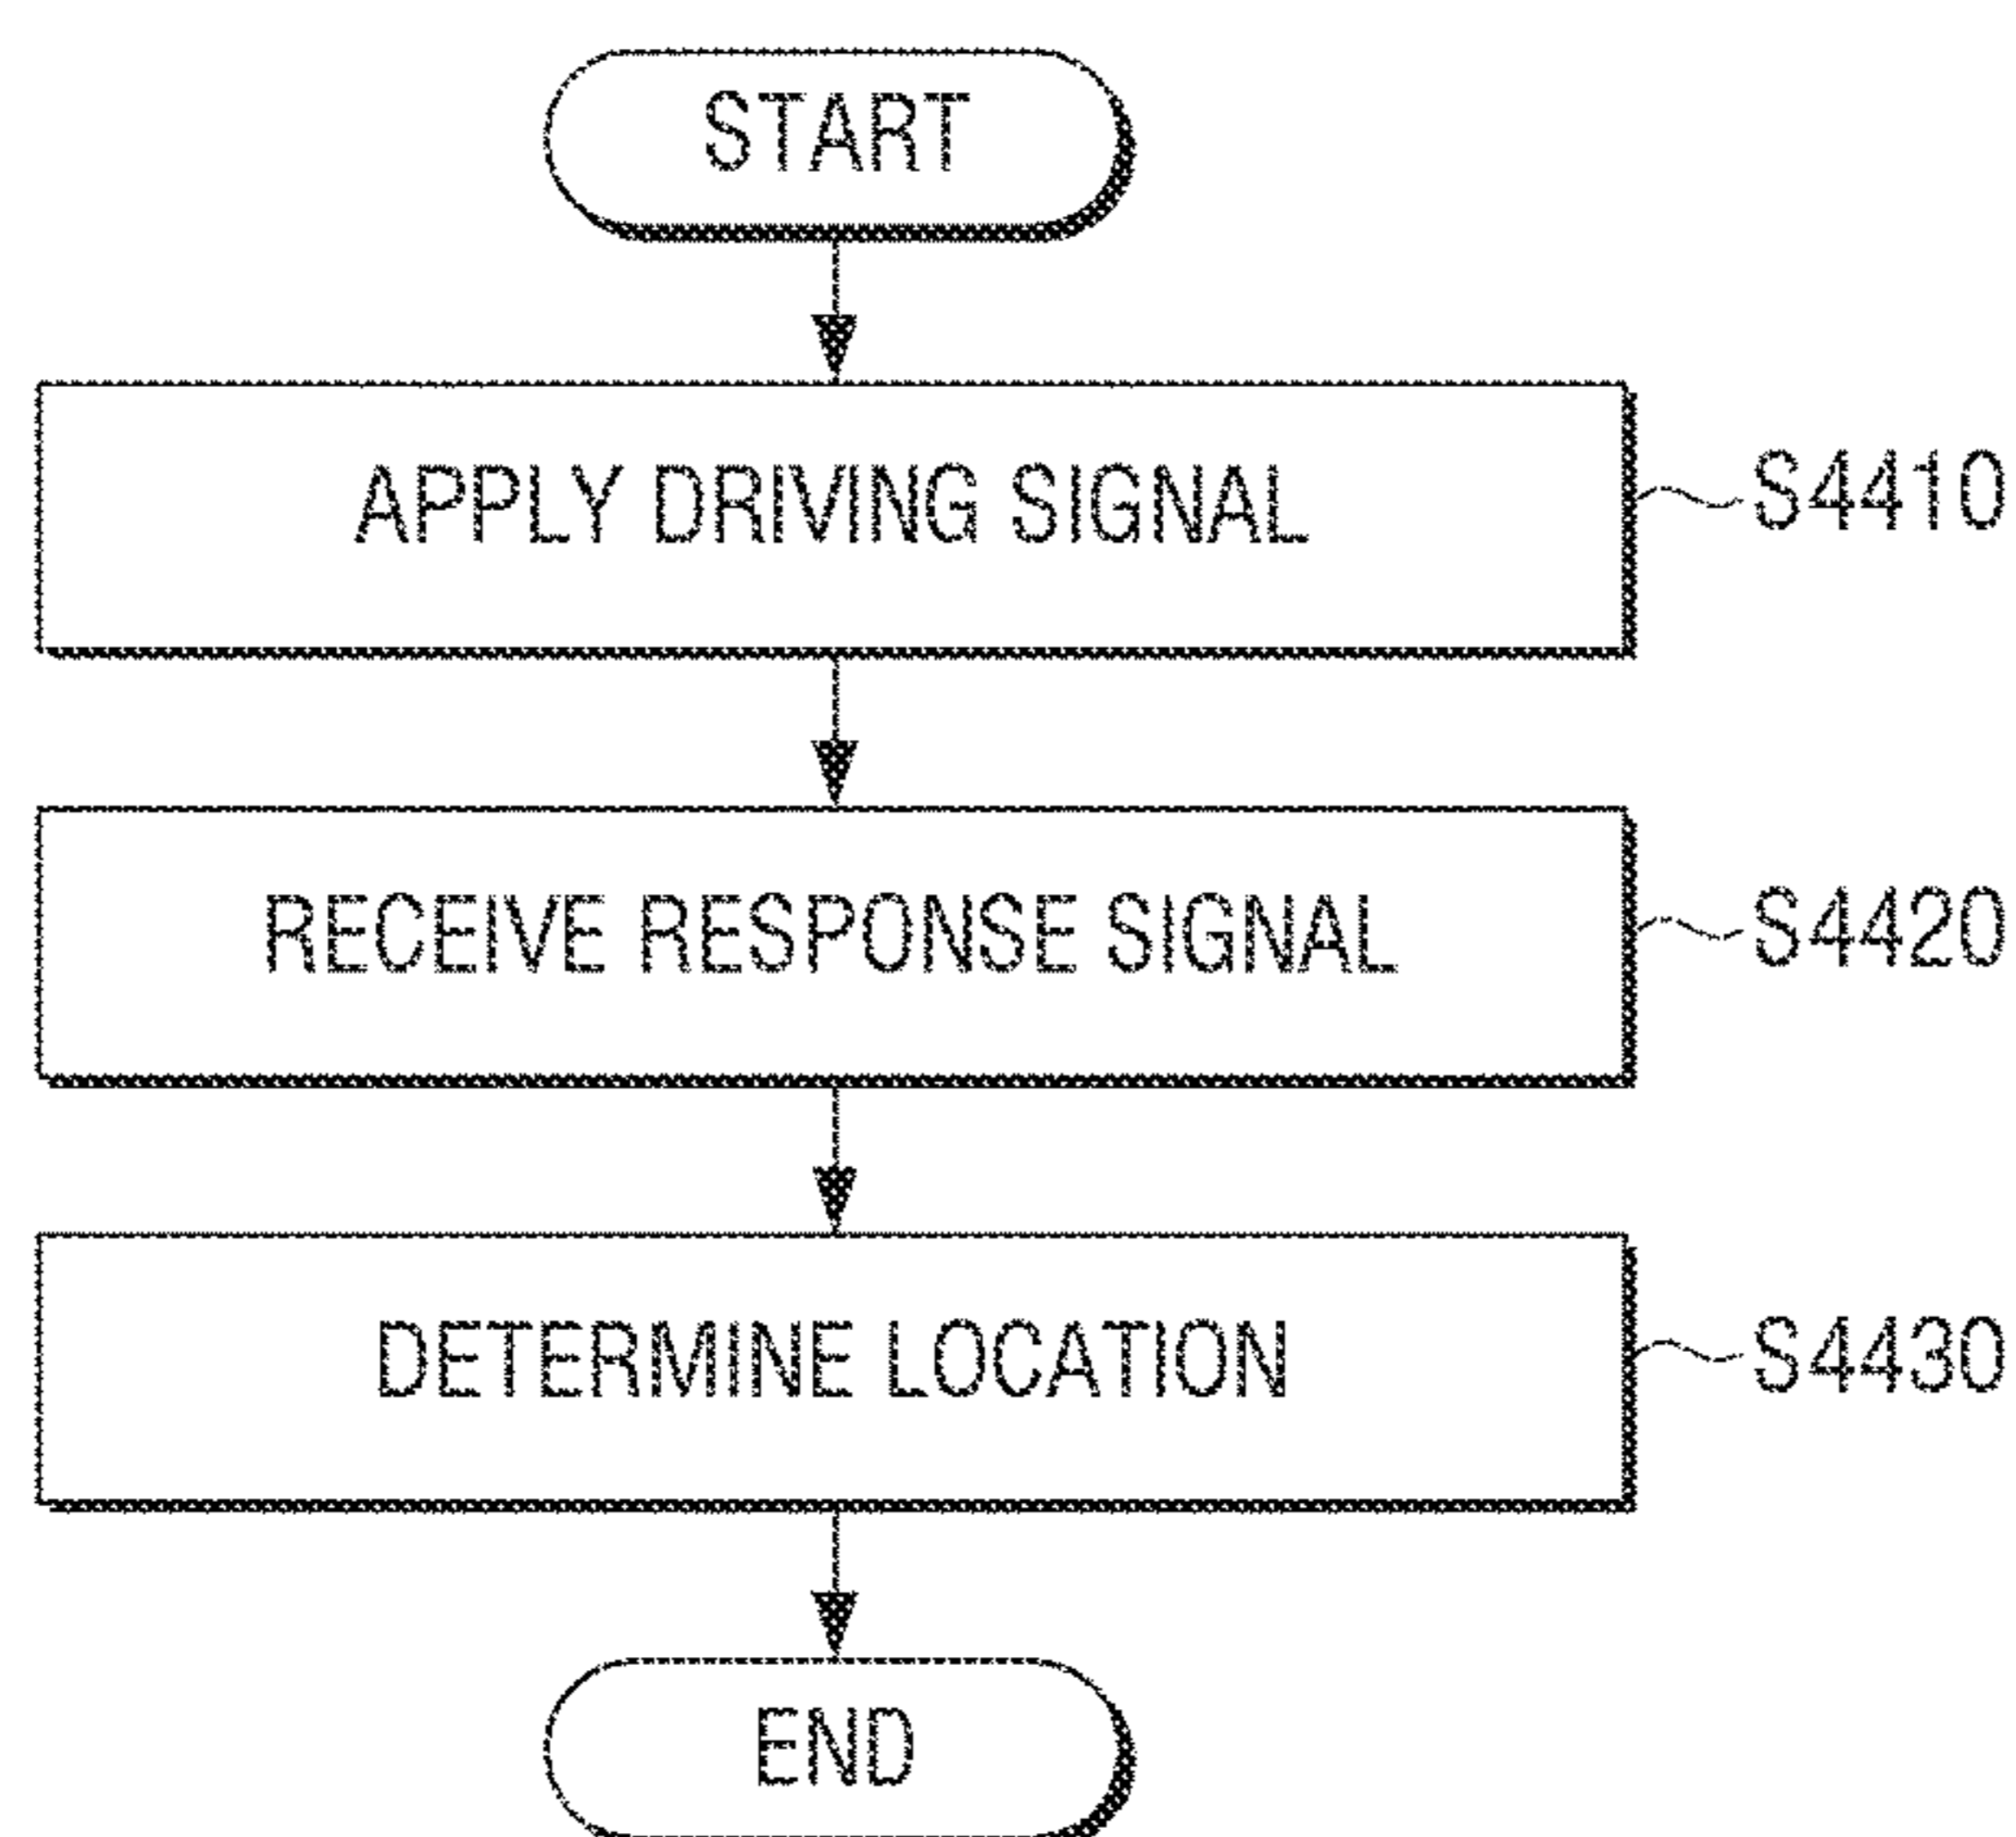 START
APPLY DRIVING SIGNAL
S4410
RECEIVE RESPONSE SIGNAL
S4420
DETERMINE LOCATION
S4430
END